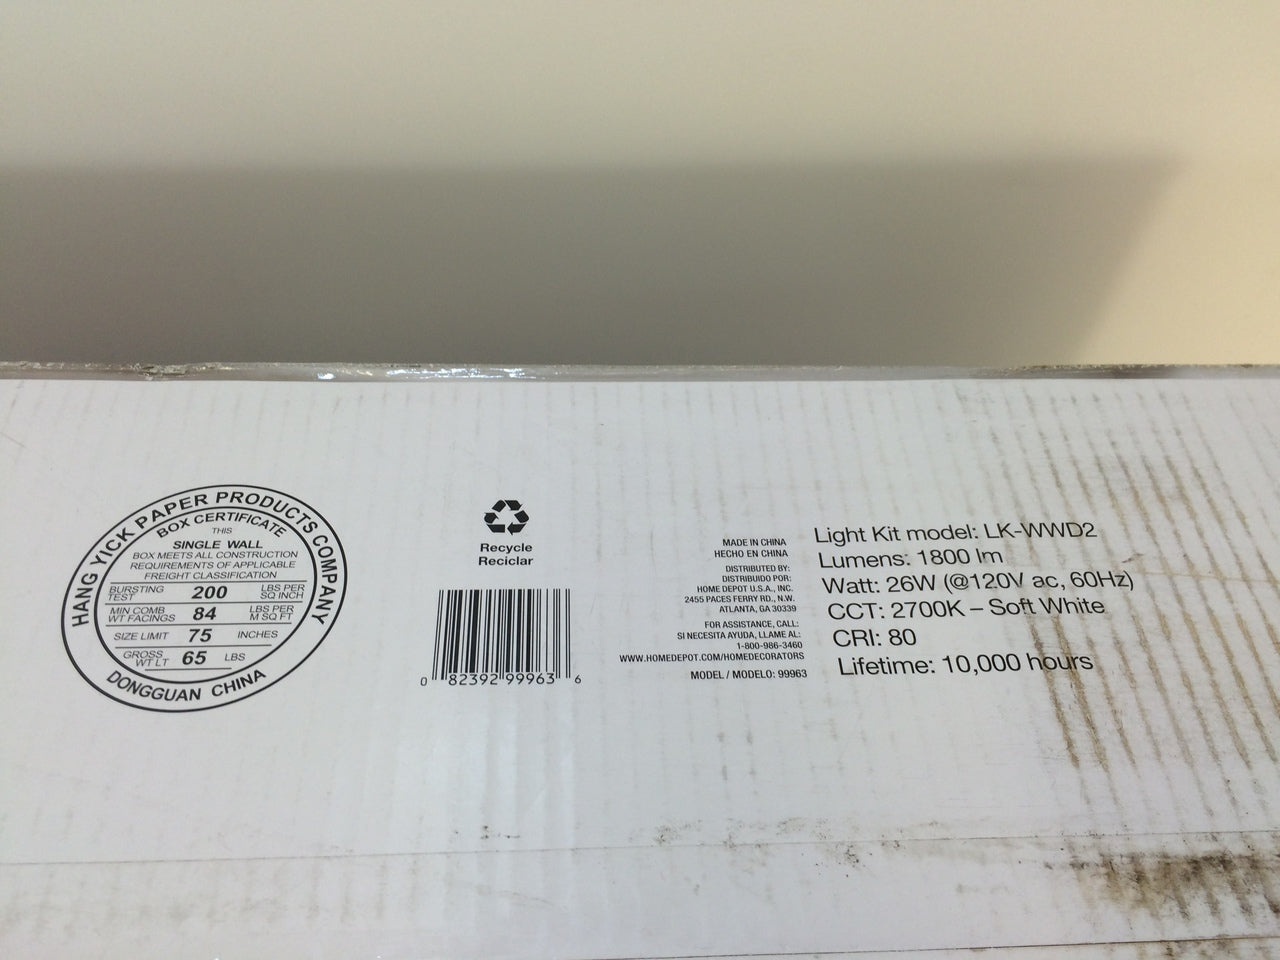 HANG YICK PAPER PRODUCTS COMPANY
BOX CERTIFICATE
THIS
SINGLE WALL
BOX MEETS ALL CONSTRUCTION
REQUIREMENTS OF APPLICABLE
FREIGHT CLASSIFICATION
BURSTING TEST 200 LBS PER SQ INCH
MIN COMB WT FACINGS 84 LBS PER M SQ FT
SIZE LIMIT 75 INCHES
GROSS WT LT 65 LBS
DONGGUAN CHINA
Recycle
Reciclar
0 82392 99963 6
MADE IN CHINA
HECHO EN CHINA
DISTRIBUTED BY:
DISTRIBUIDO POR:
HOME DEPOT U.S.A., INC.
2455 PACES FERRY RD., N.W.
ATLANTA, GA 30339
FOR ASSISTANCE, CALL:
SI NECESITA AYUDA, LLAME AL:
1-800-986-3460
WWW.HOMEDEPOT.COM/HOMEDECORATORS
MODEL / MODELO: 99963
Light Kit model: LK-WWD2
Lumens: 1800 lm
Watt: 26W (@120V ac, 60Hz)
CCT: 2700K – Soft White
CRI: 80
Lifetime: 10,000 hours